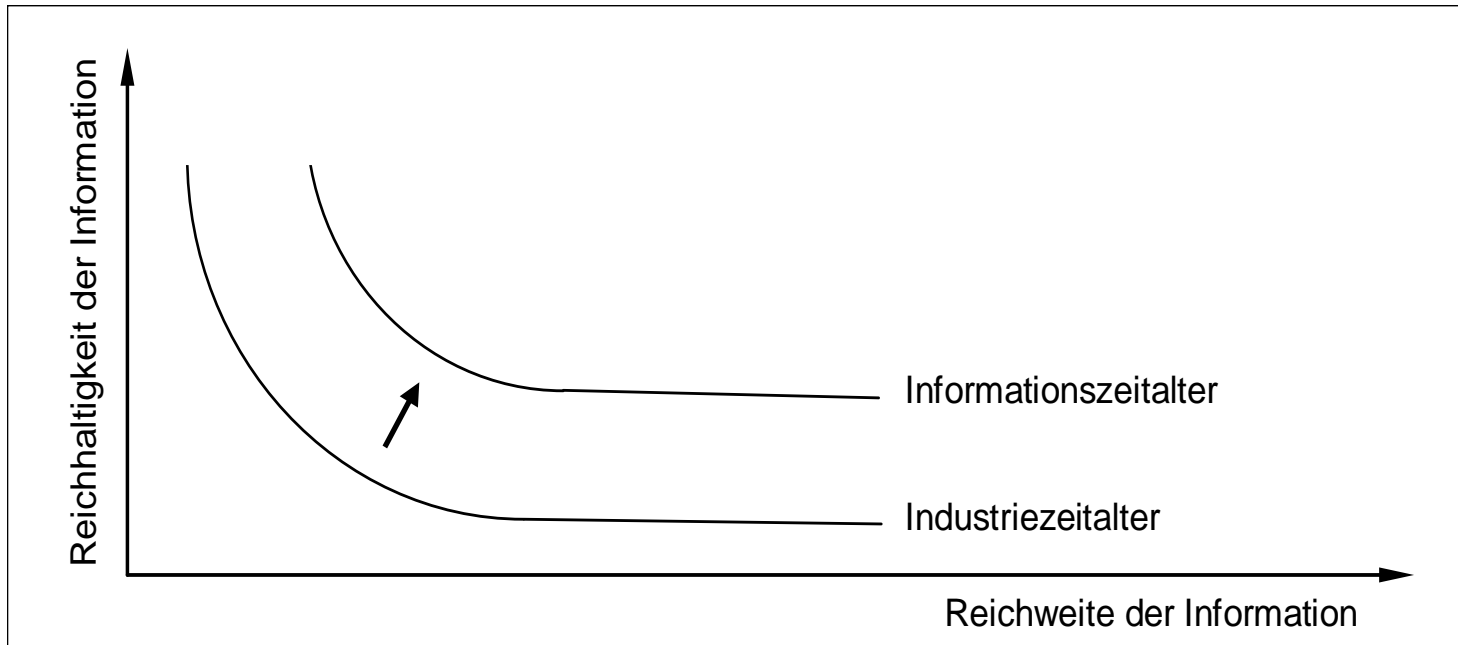 Reichhaltigkeit der Information
Informationszeitalter
Industriezeitalter
Reichweite der Information